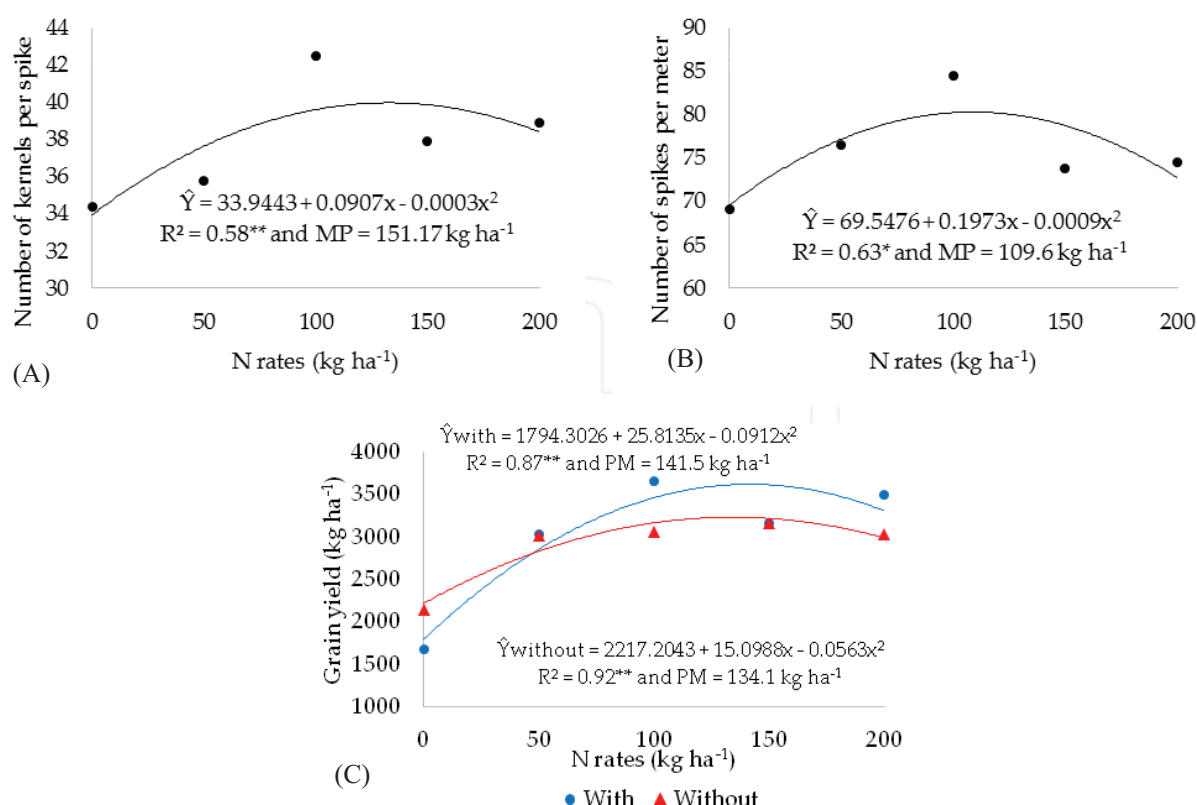 Number of kernels per spike
44
42
40
38
36
34
32
30
Ŷ = 33.9443 + 0.0907x - 0.0003x²
R² = 0.58** and MP = 151.17 kg ha⁻¹
0 50 100 150 200
N rates (kg ha⁻¹)
(A)
Number of spikes per meter
90
85
80
75
70
65
60
Ŷ = 69.5476 + 0.1973x - 0.0009x²
R² = 0.63* and MP = 109.6 kg ha⁻¹
0 50 100 150 200
N rates (kg ha⁻¹)
(B)
Ŷwith = 1794.3026 + 25.8135x - 0.0912x²
R² = 0.87** and PM = 141.5 kg ha⁻¹
Grain yield (kg ha⁻¹)
4000
3500
3000
2500
2000
1500
1000
Ŷwithout = 2217.2043 + 15.0988x - 0.0563x²
R² = 0.92** and PM = 134.1 kg ha⁻¹
0 50 100 150 200
N rates (kg ha⁻¹)
(C)
With Without